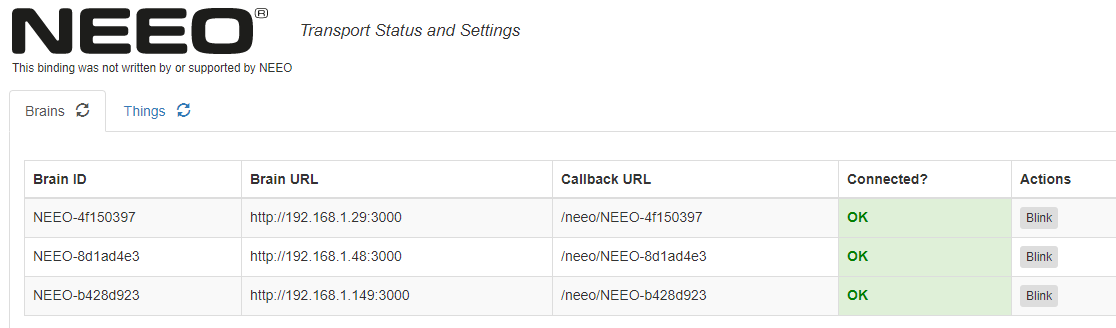 NEEO®
Transport Status and Settings
This binding was not written by or supported by NEEO
Brains Things
Brain ID Brain URL Callback URL Connected? Actions
NEEO-4f150397 http://192.168.1.29:3000 /neeo/NEEO-4f150397 OK Blink
NEEO-8d1ad4e3 http://192.168.1.48:3000 /neeo/NEEO-8d1ad4e3 OK Blink
NEEO-b428d923 http://192.168.1.149:3000 /neeo/NEEO-b428d923 OK Blink